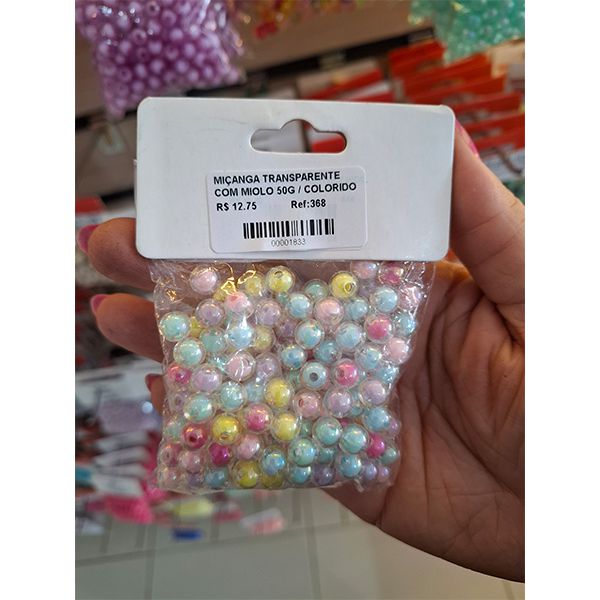 MIÇANGA TRANSPARENTE
COM MIOLO 50G / COLORIDO
R$ 12.75 Ref:368
00001833